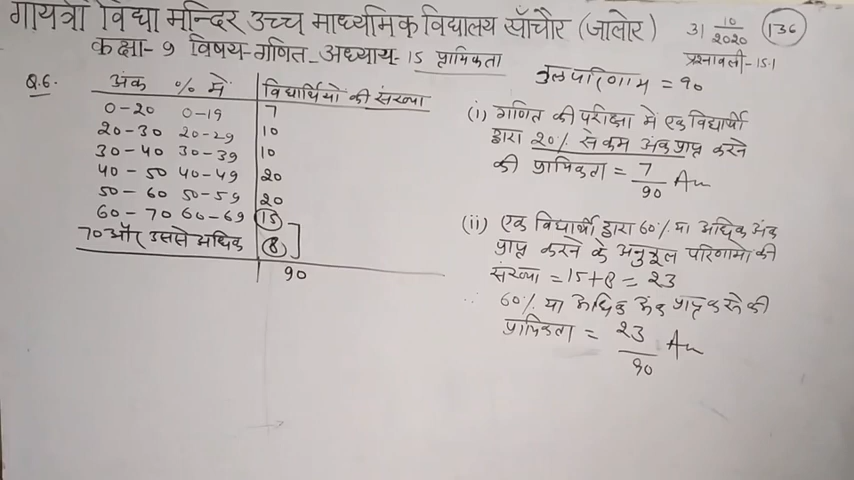 गायत्री विद्या मन्दिर उच्च माध्यमिक विद्यालय साँचौर (जालोर)
31 10/2020 136
कक्षा-9 विषय-गणित-अध्याय-15 प्रायिकता
प्रश्नावली-15.1
Q.6.
अंक % में विद्यार्थियों की संख्या
0-20 0-19 7
20-30 20-29 10
30-40 30-39 10
40-50 40-49 20
50-60 50-59 20
60-70 60-69 15
70 और उससे अधिक 8
90
कुल परिणाम = 90
(i) गणित की परीक्षा में एक विद्यार्थी
द्वारा 20% से कम अंक प्राप्त करने
की प्रायिकता = 7/90 Ans
(ii) एक विद्यार्थी द्वारा 60% या अधिक अंक
प्राप्त करने के अनुकूल परिणामों की
संख्या = 15+8 = 23
∴ 60% या अधिक अंक प्राप्त करने की
प्रायिकता = 23/90 Ans